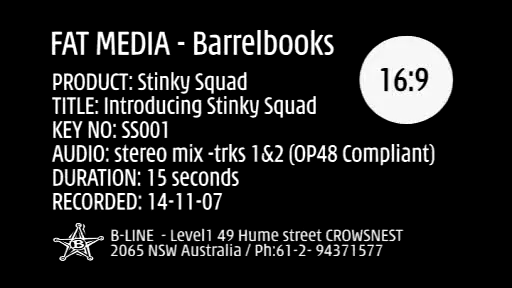 FAT MEDIA - Barrelbooks
16:9
PRODUCT: Stinky Squad
TITLE: Introducing Stinky Squad
KEY NO: SS001
AUDIO: stereo mix -trks 1&2 (OP48 Compliant)
DURATION: 15 seconds
RECORDED: 14-11-07
B
B-LINE - Level1 49 Hume street CROWSNEST
2065 NSW Australia / Ph:61-2- 94371577